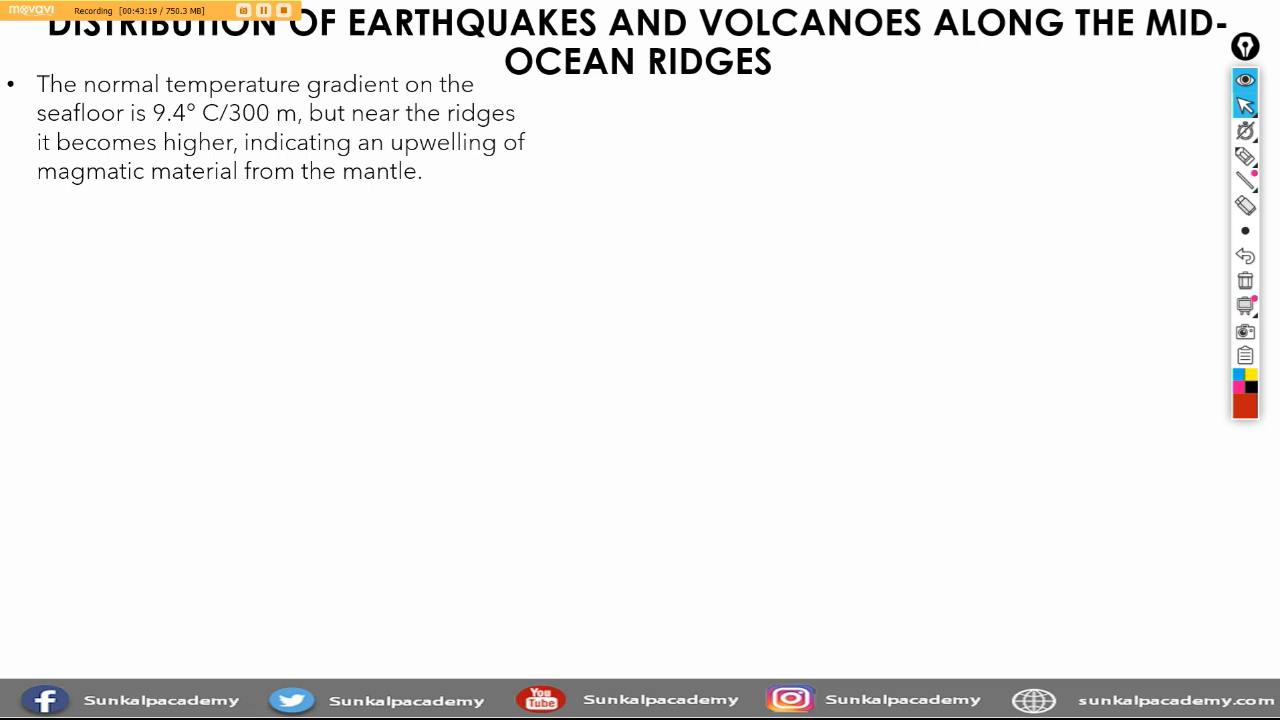 movavi
Recording [00:43:19 / 750.3 MB]
DISTRIBUTION OF EARTHQUAKES AND VOLCANOES ALONG THE MID-
OCEAN RIDGES
• The normal temperature gradient on the
seafloor is 9.4° C/300 m, but near the ridges
it becomes higher, indicating an upwelling of
magmatic material from the mantle.
f Sunkalpacademy Sunkalpacademy You Tube Sunkalpacademy Sunkalpacademy sunkalpacademy.com